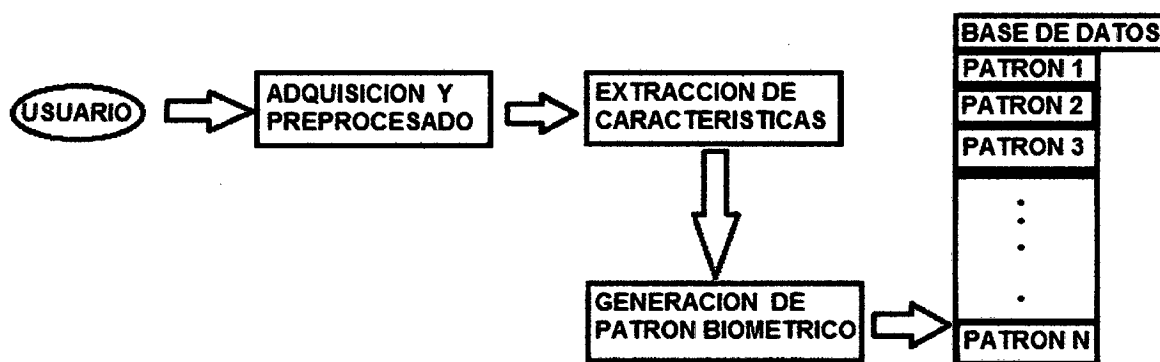 USUARIO
ADQUISICION Y
PREPROCESADO
EXTRACCION DE
CARACTERISTICAS
GENERACION DE
PATRON BIOMETRICO
BASE DE DATOS
PATRON 1
PATRON 2
PATRON 3
PATRON N